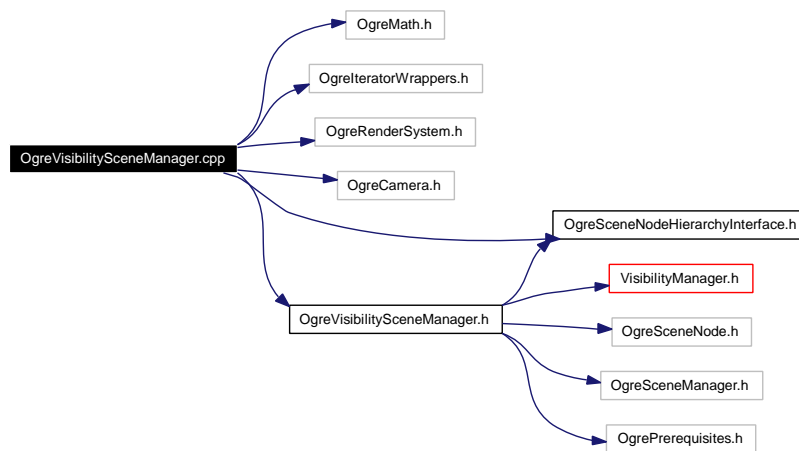 OgreMath.h
OgreIteratorWrappers.h
OgreRenderSystem.h
OgreVisibilitySceneManager.cpp
OgreCamera.h
OgreSceneNodeHierarchyInterface.h
VisibilityManager.h
OgreVisibilitySceneManager.h
OgreSceneNode.h
OgreSceneManager.h
OgrePrerequisites.h